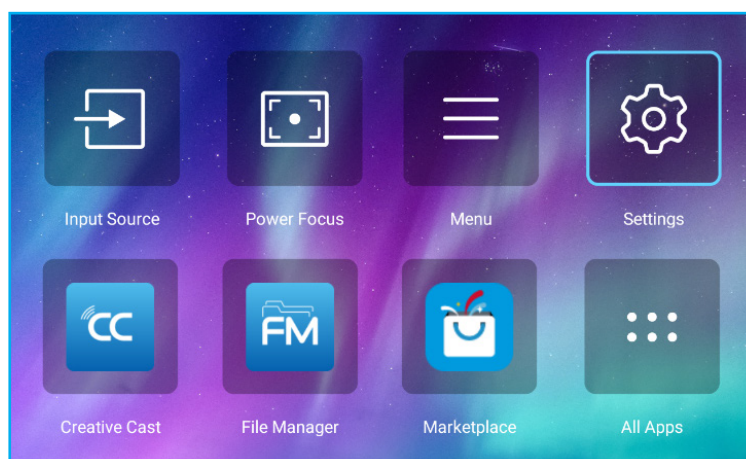 Input Source
Power Focus
Menu
Settings
CC
FM
Creative Cast
File Manager
Marketplace
All Apps